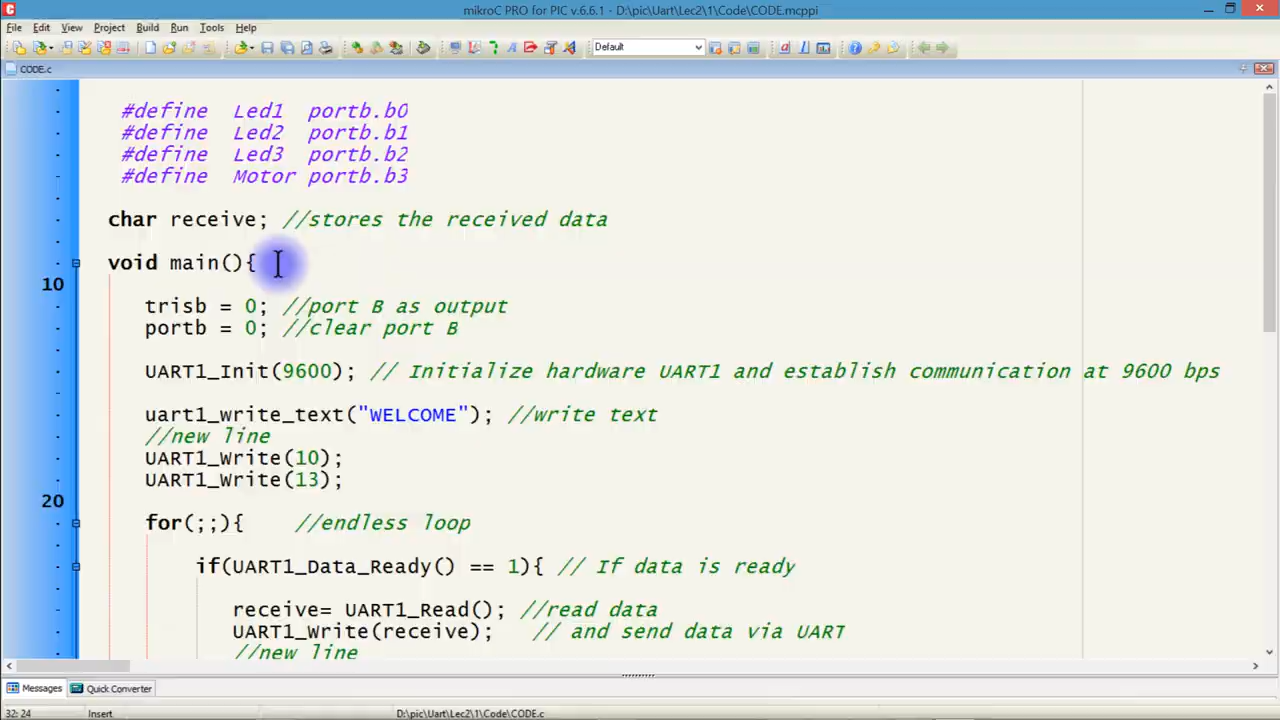 mikroC PRO for PIC v.6.6.1 - D:\pic\Uart\Lec2\1\Code\CODE.mcppi
File Edit View Project Build Run Tools Help
Default
CODE.c
#define Led1 portb.b0
#define Led2 portb.b1
#define Led3 portb.b2
#define Motor portb.b3
char receive; //stores the received data
void main(){
10
trisb = 0; //port B as output
portb = 0; //clear port B
UART1_Init(9600); // Initialize hardware UART1 and establish communication at 9600 bps
uart1_write_text("WELCOME"); //write text
//new line
UART1_Write(10);
UART1_Write(13);
20
for(;;){ //endless loop
if(UART1_Data_Ready() == 1){ // If data is ready
receive= UART1_Read(); //read data
UART1_Write(receive); // and send data via UART
//new line
Messages Quick Converter
32: 24 Insert D:\pic\Uart\Lec2\1\Code\CODE.c